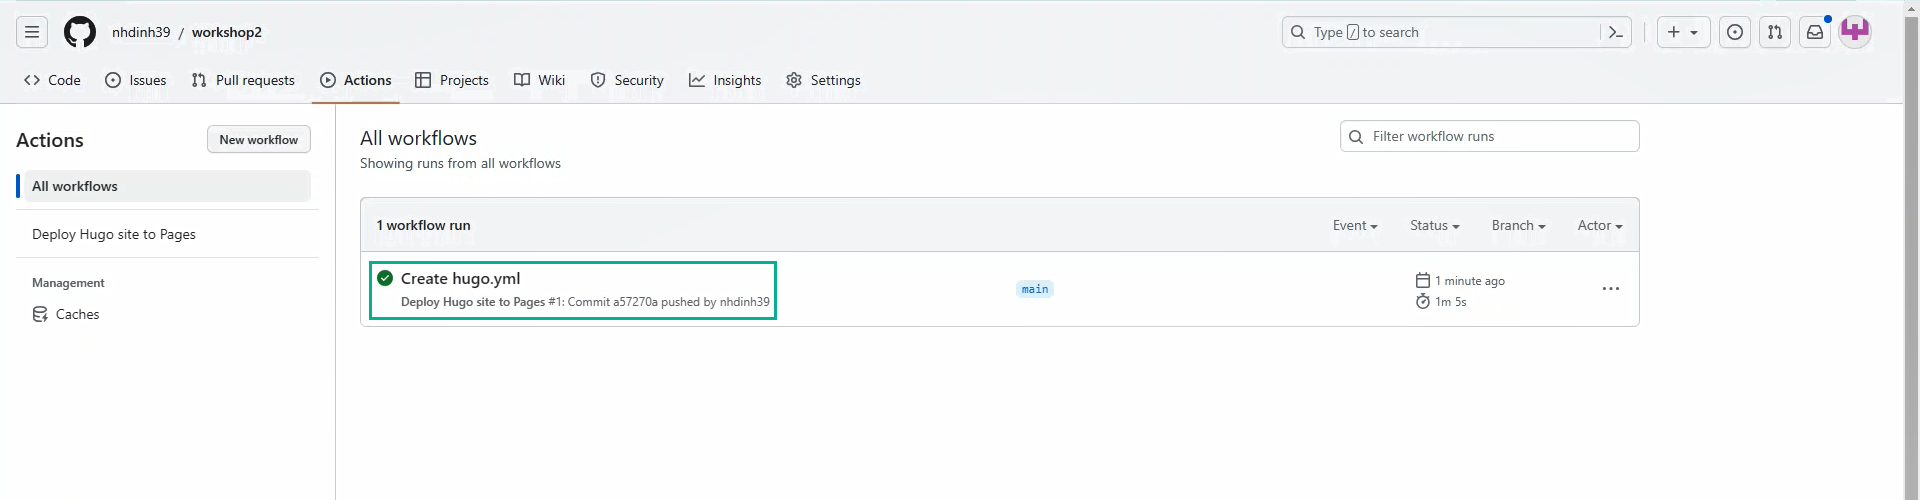 nhdinh39 / workshop2
Type / to search
Code Issues Pull requests Actions Projects Wiki Security Insights Settings
Actions
New workflow
All workflows
Deploy Hugo site to Pages
Management
Caches
All workflows
Showing runs from all workflows
Filter workflow runs
1 workflow run
Event Status Branch Actor
Create hugo.yml
Deploy Hugo site to Pages #1: Commit a57270a pushed by nhdinh39
main
1 minute ago
1m 5s